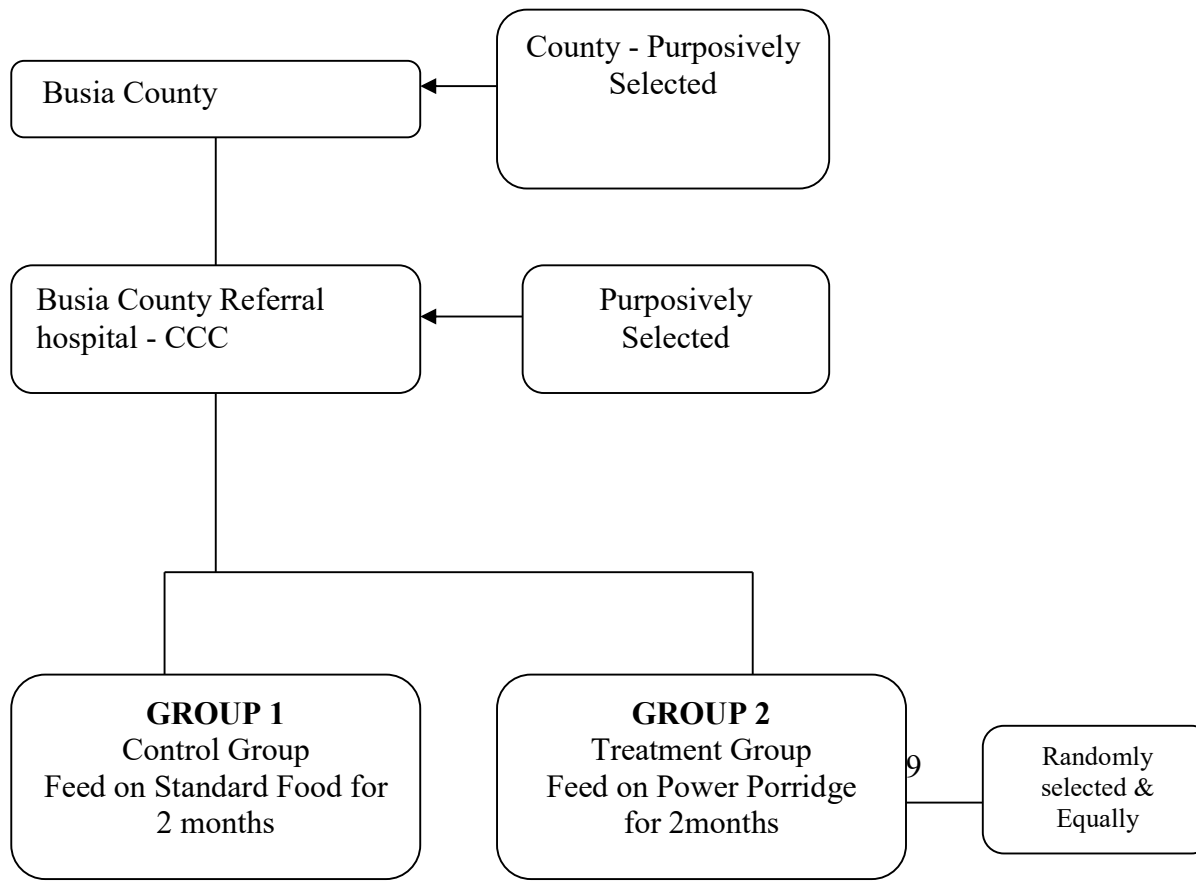 County - Purposively
Selected
Busia County
Busia County Referral
hospital - CCC
Purposively
Selected
GROUP 1
Control Group
Feed on Standard Food for
2 months
GROUP 2
Treatment Group
Feed on Power Porridge
for 2months
9
Randomly
selected &
Equally